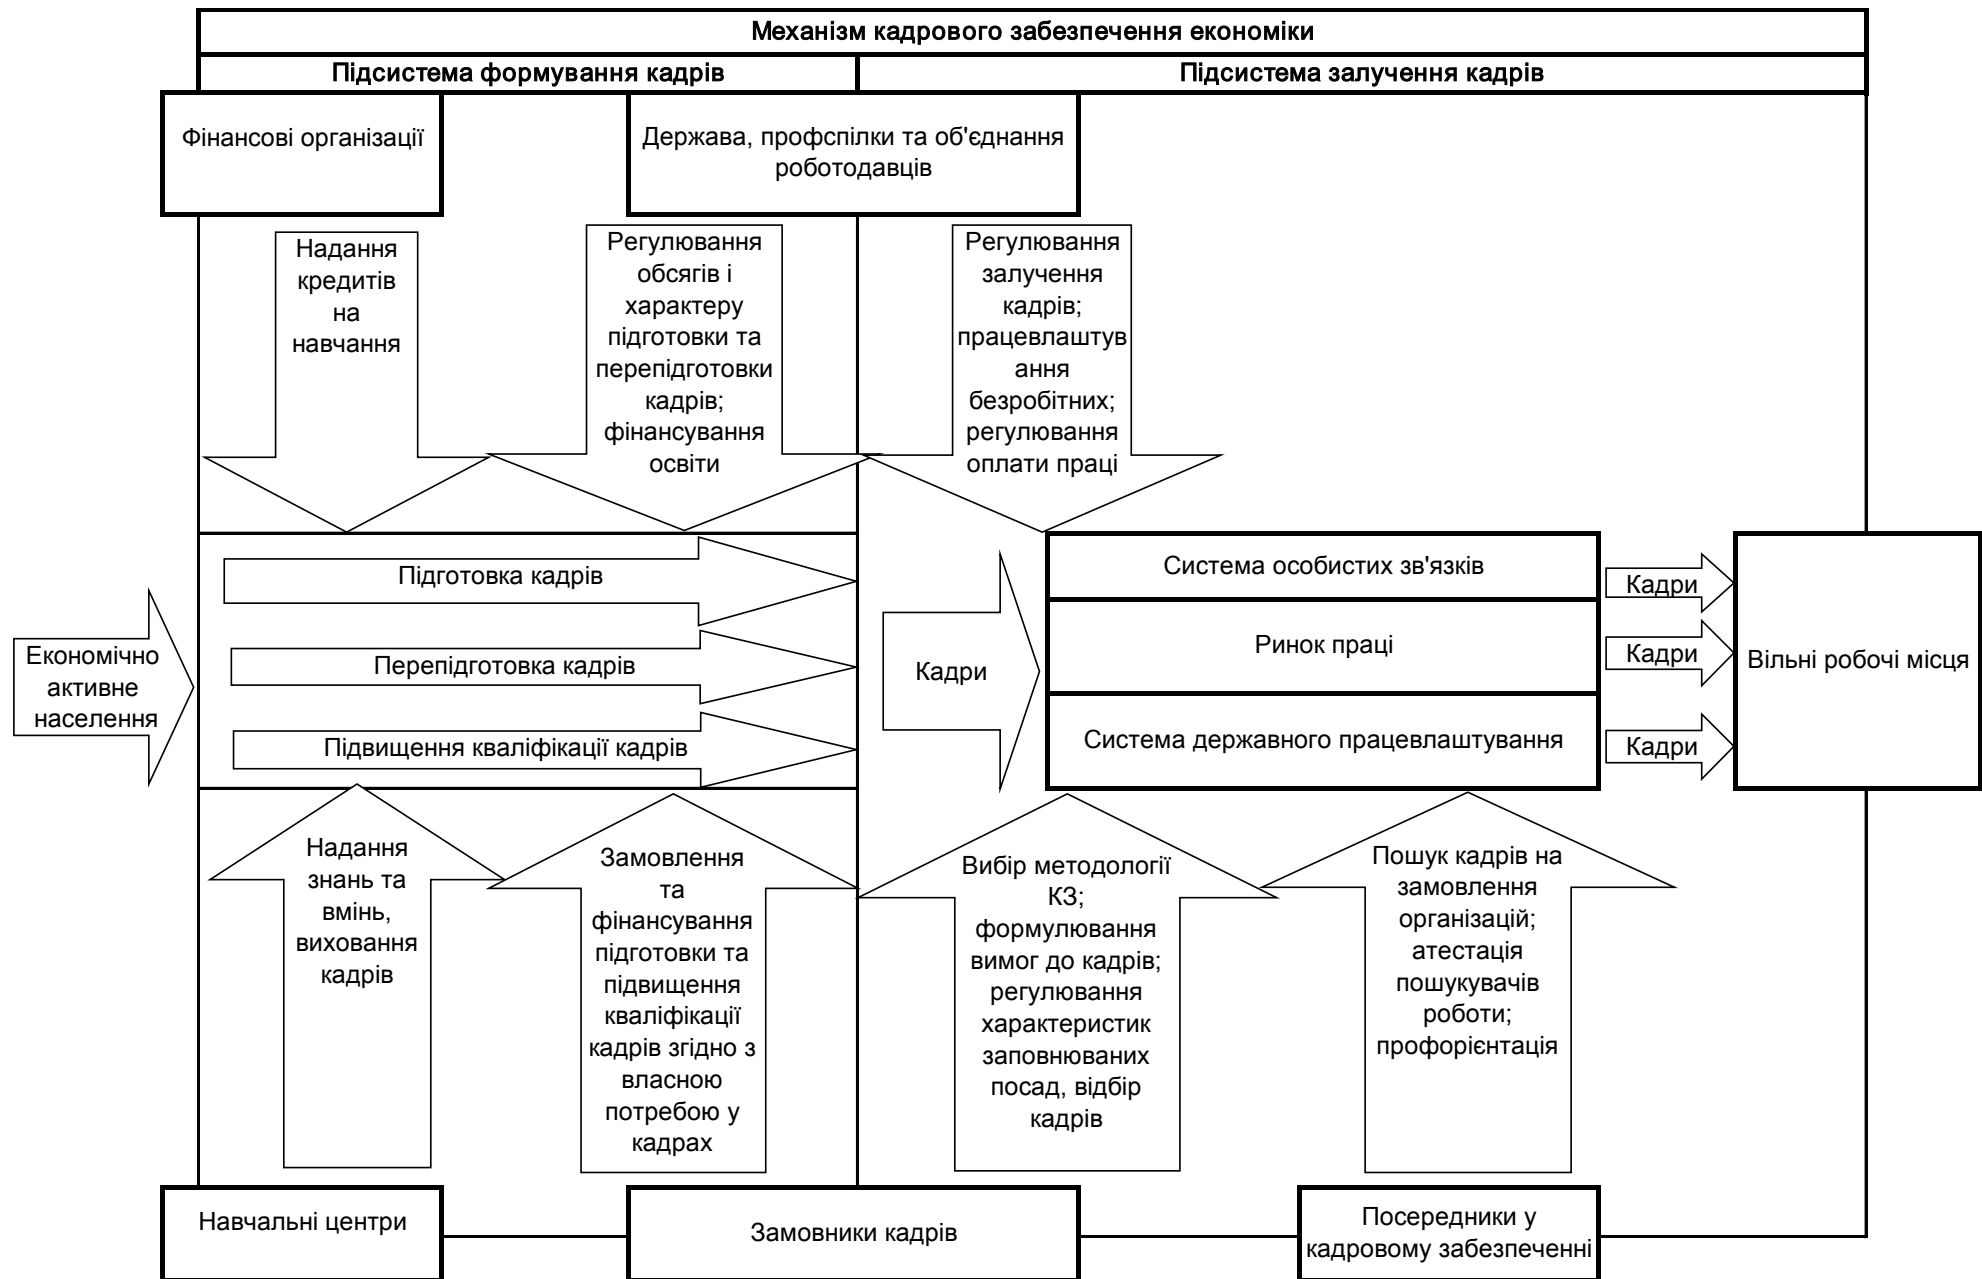 Механізм кадрового забезпечення економіки
Підсистема формування кадрів
Підсистема залучення кадрів
Фінансові організації
Держава, профспілки та об'єднання
роботодавців
Надання
кредитів
на
навчання
Регулювання
обсягів і
характеру
підготовки та
перепідготовки
кадрів;
фінансування
освіти
Регулювання
залучення
кадрів;
працевлаштув
ання
безробітних;
регулювання
оплати праці
Економічно
активне
населення
Підготовка кадрів
Перепідготовка кадрів
Підвищення кваліфікації кадрів
Кадри
Система особистих зв'язків
Ринок праці
Система державного працевлаштування
Кадри
Кадри
Кадри
Вільні робочі місця
Надання
знань та
вмінь,
виховання
кадрів
Замовлення
та
фінансування
підготовки та
підвищення
кваліфікації
кадрів згідно з
власною
потребою у
кадрах
Вибір методології
КЗ;
формулювання
вимог до кадрів;
регулювання
характеристик
заповнюваних
посад, відбір
кадрів
Пошук кадрів на
замовлення
організацій;
атестація
пошукувачів
роботи;
профорієнтація
Навчальні центри
Замовники кадрів
Посередники у
кадровому забезпеченні